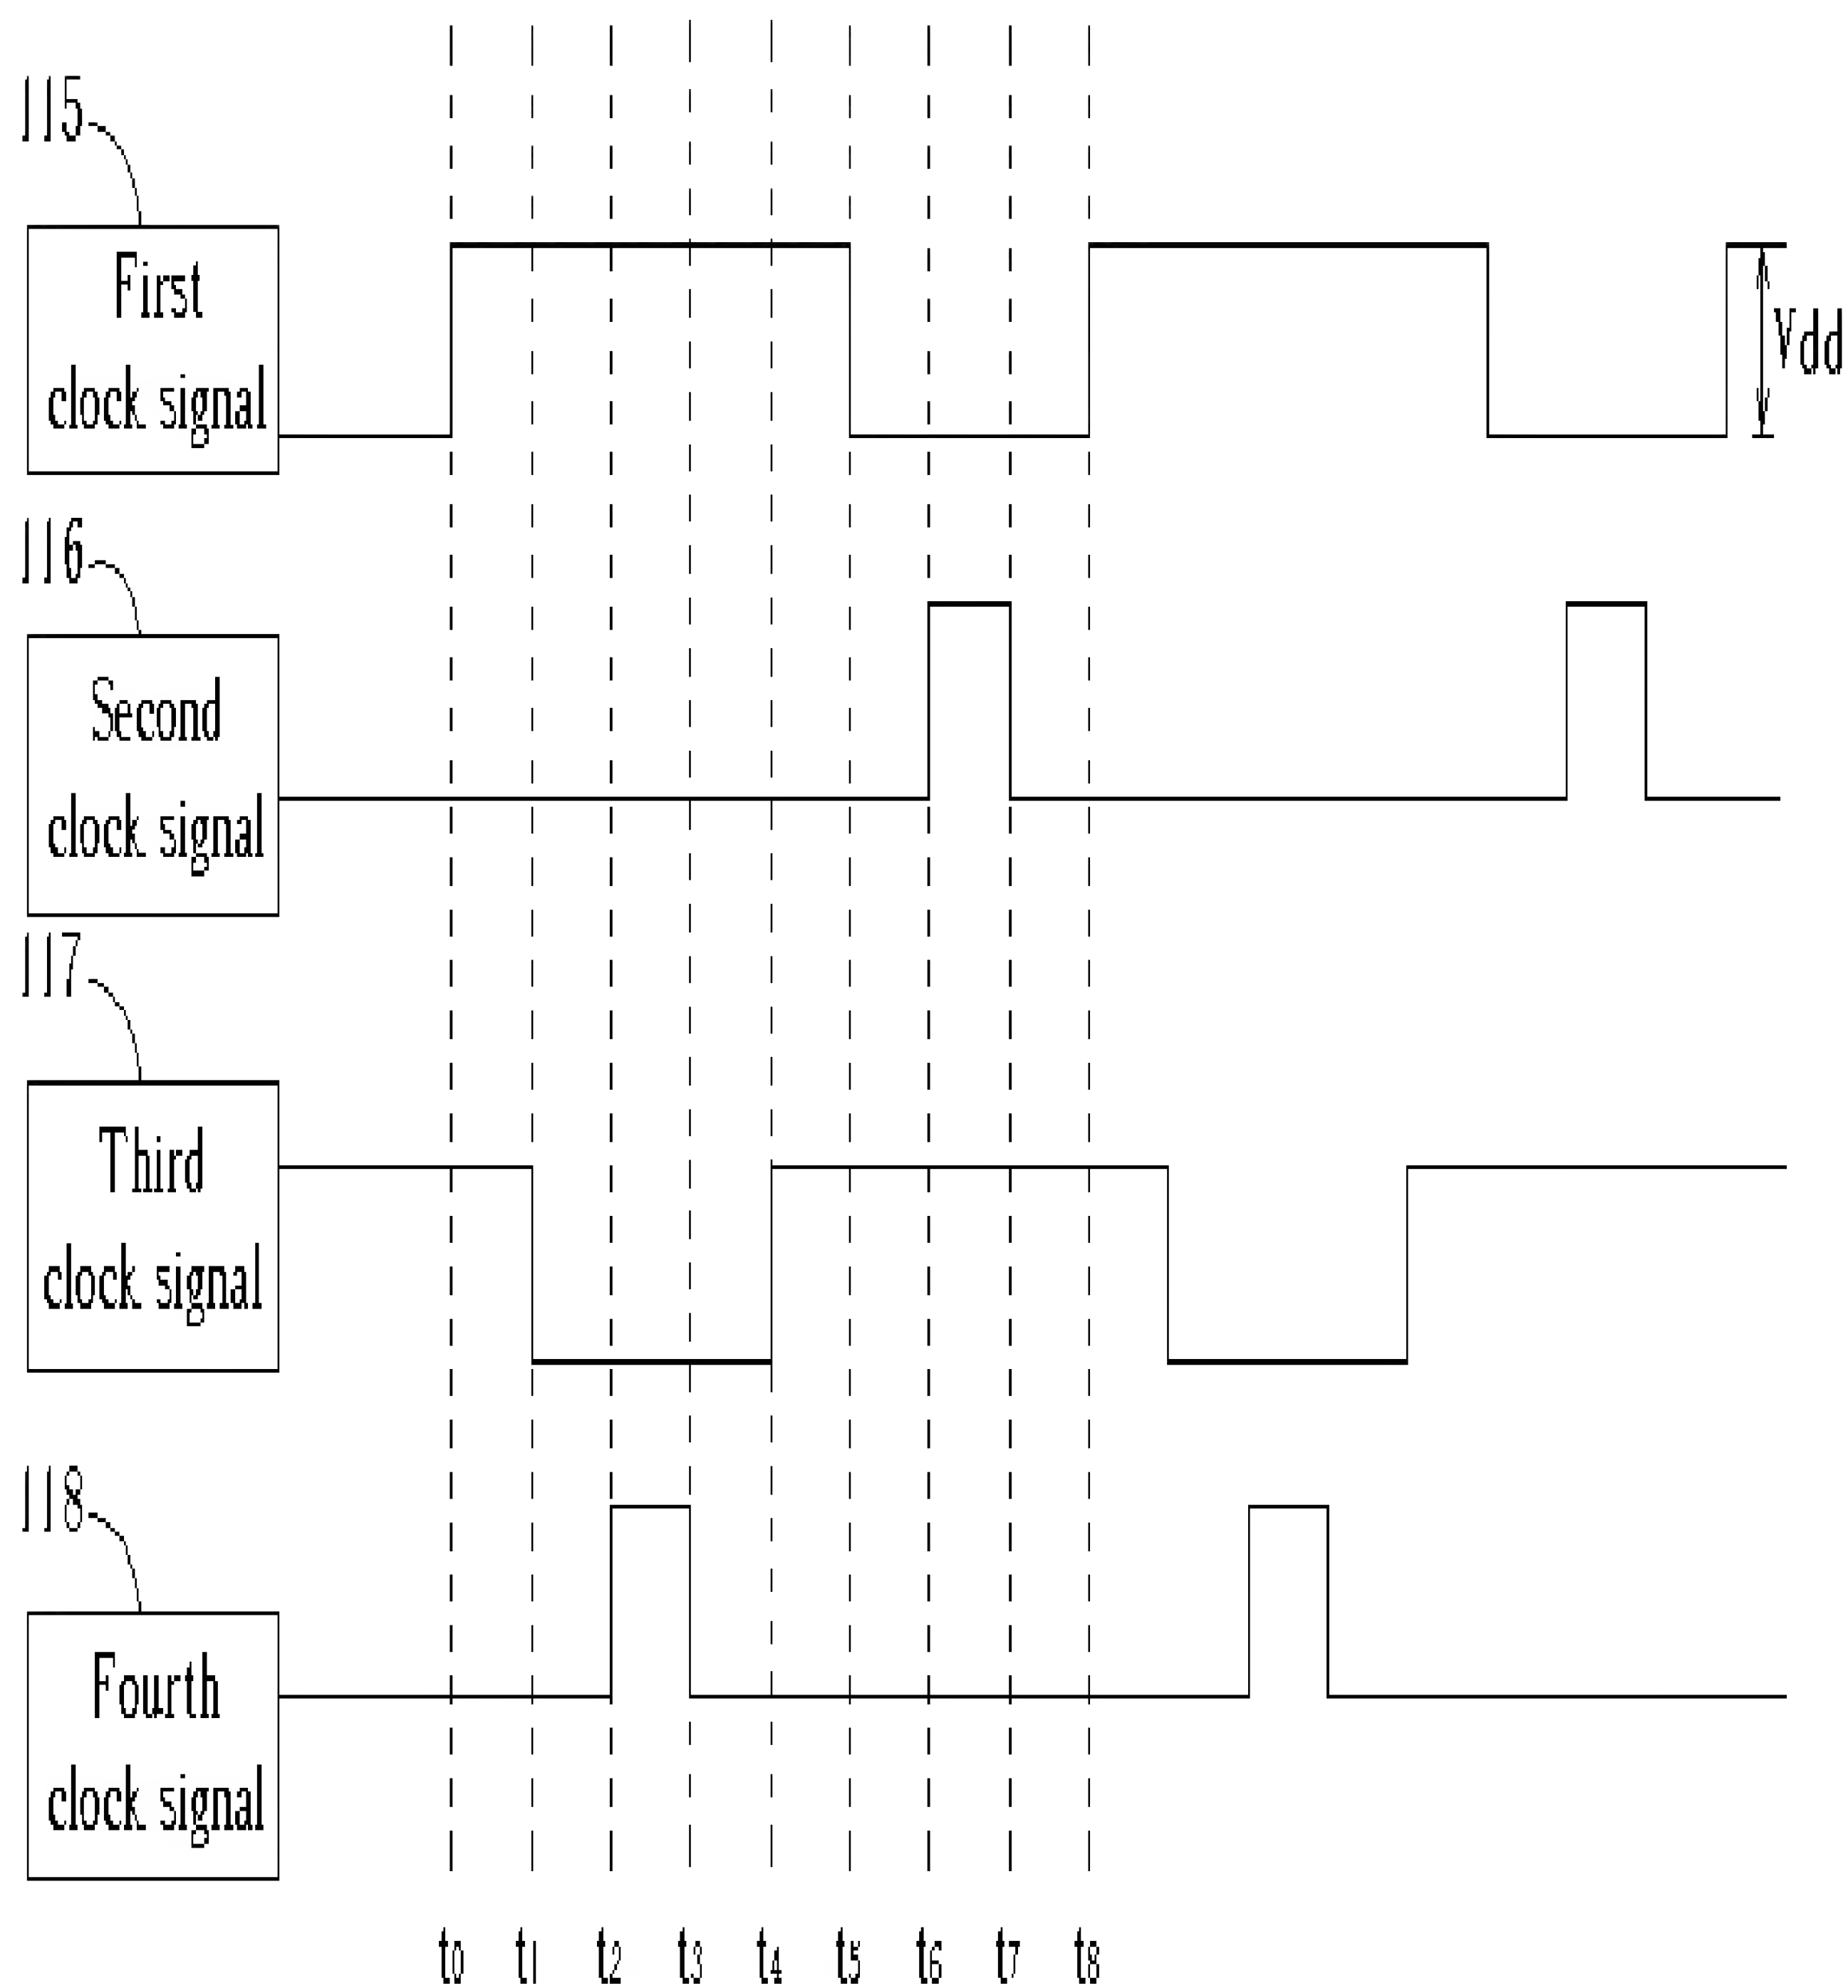 115
First
clock signal
Vdd
116
Second
clock signal
117
Third
clock signal
118
Fourth
clock signal
t0 t1 t2 t3 t4 t5 t6 t7 t8